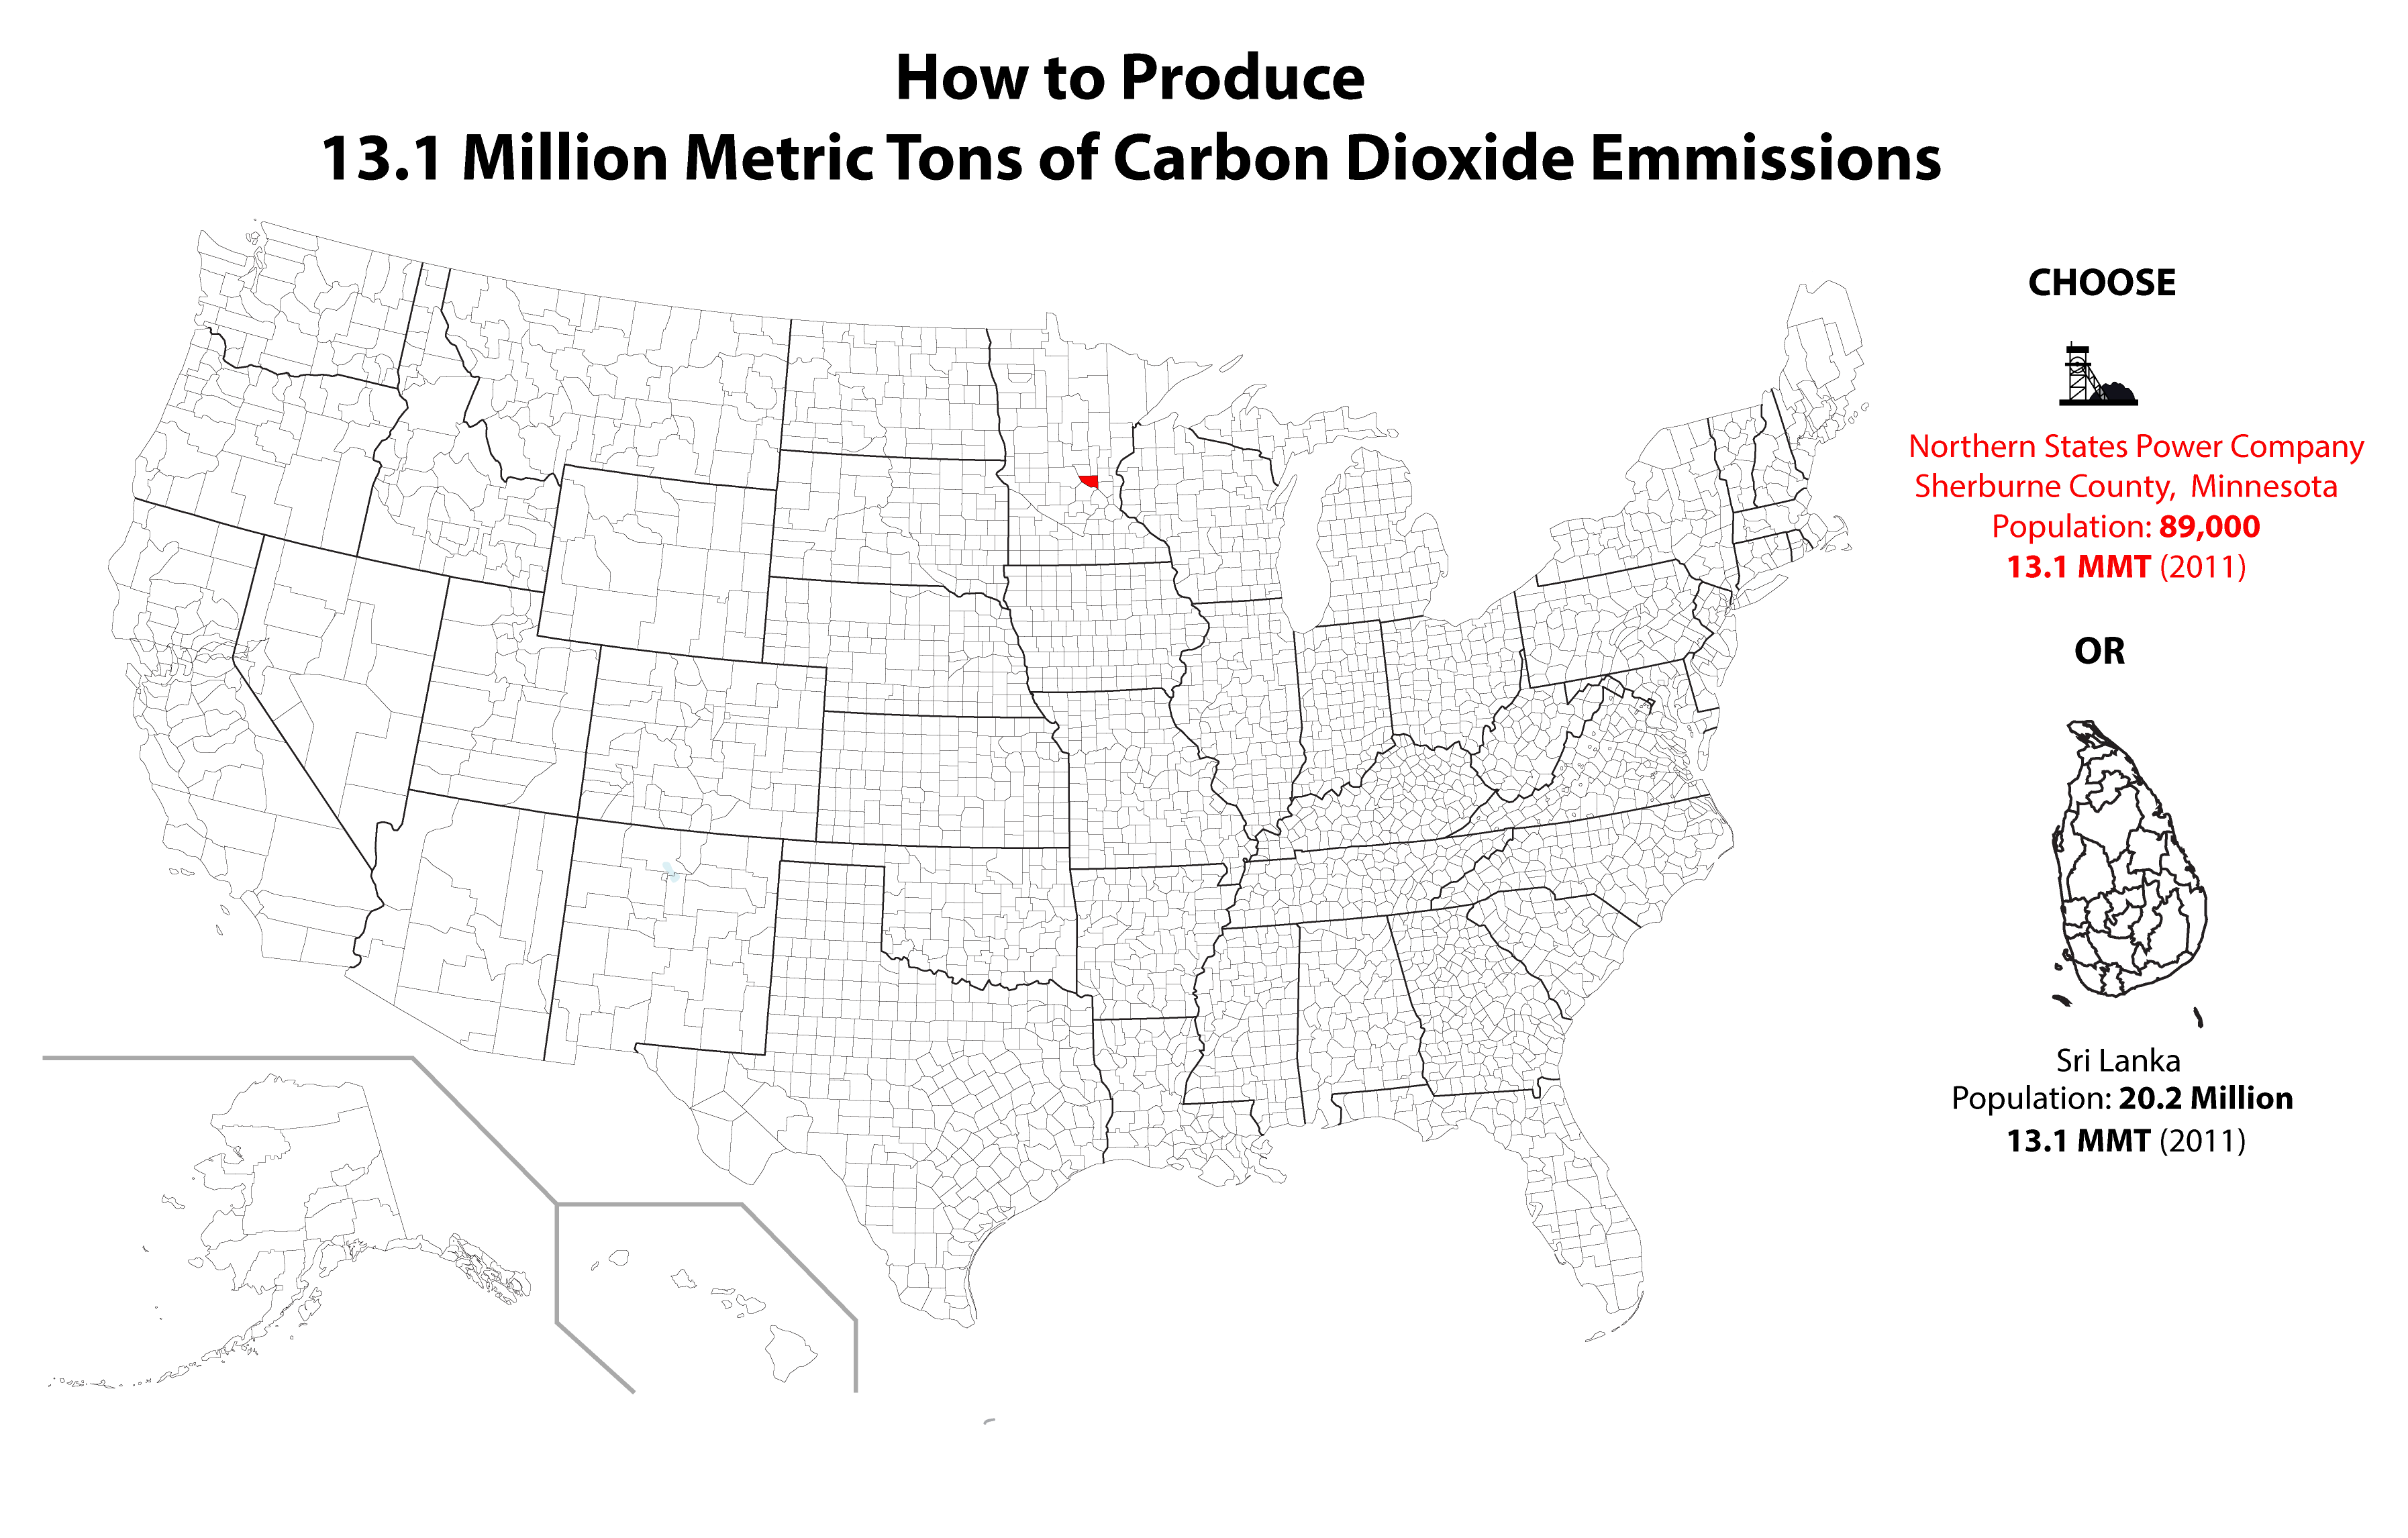 How to Produce
13.1 Million Metric Tons of Carbon Dioxide Emmissions
CHOOSE
Northern States Power Company
Sherburne County, Minnesota
Population: 89,000
13.1 MMT (2011)
OR
Sri Lanka
Population: 20.2 Million
13.1 MMT (2011)